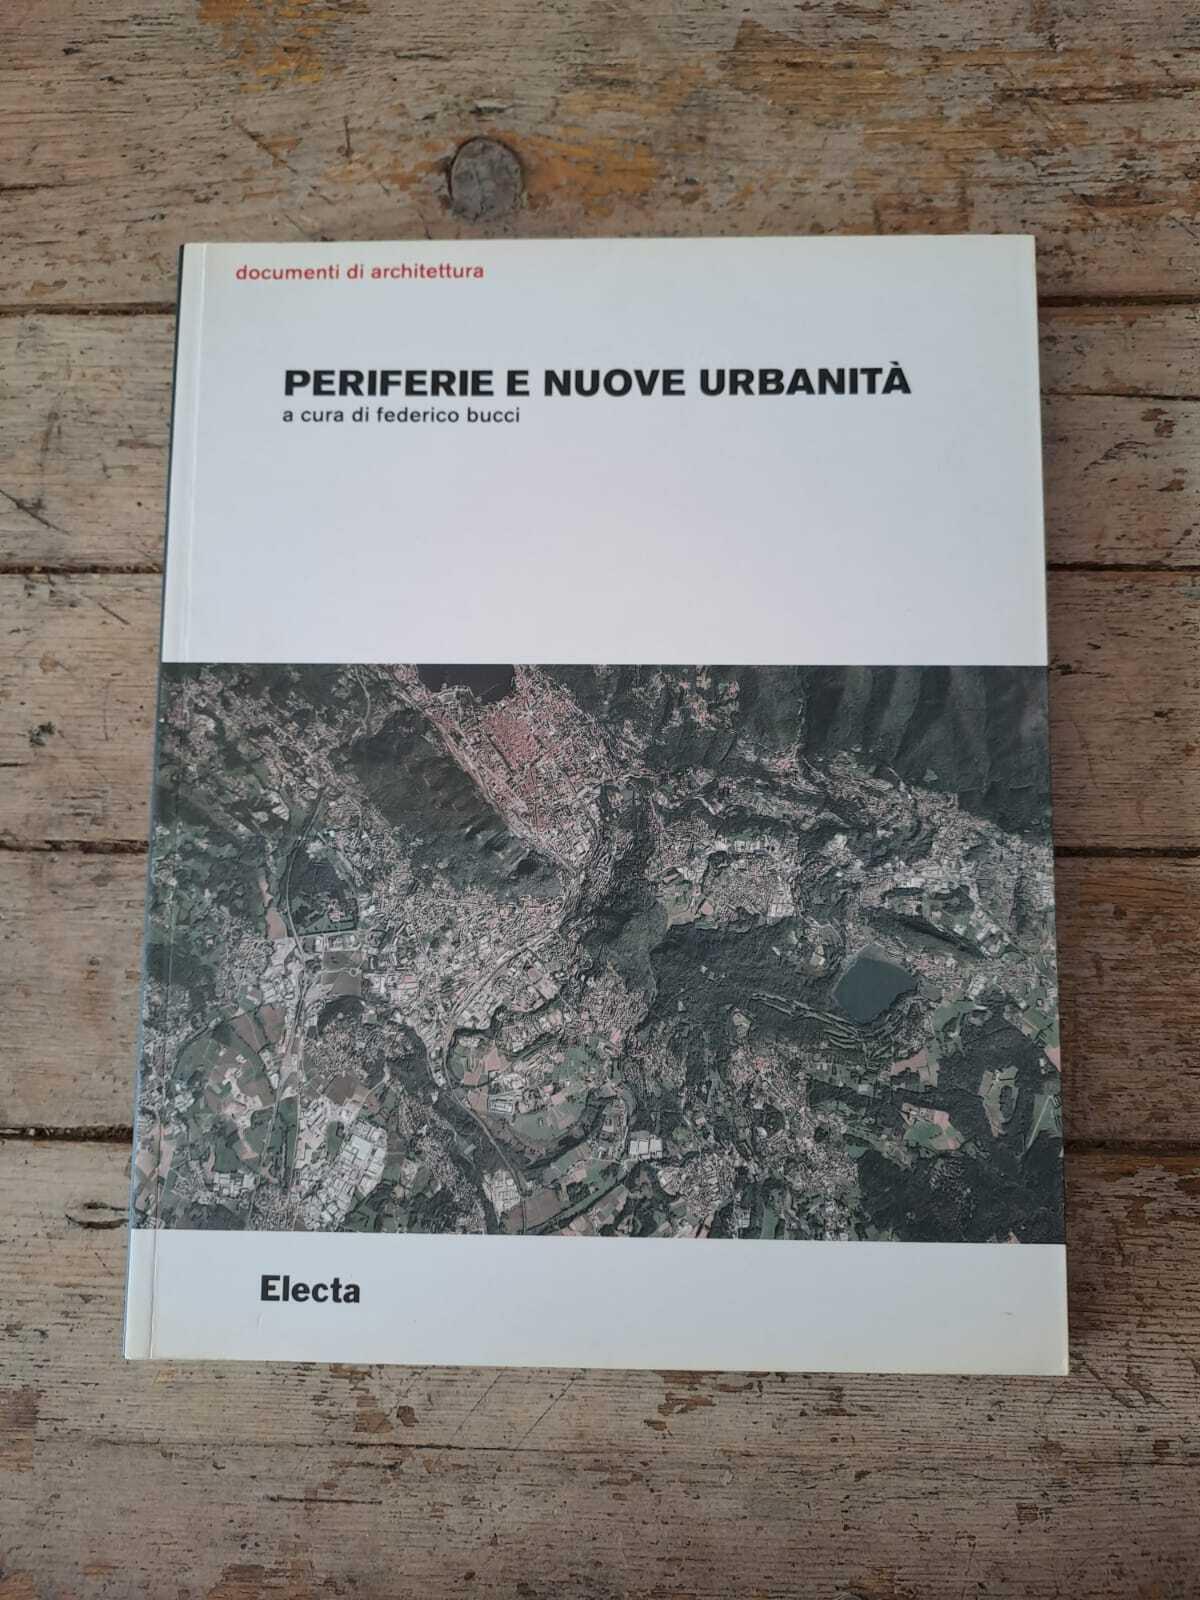 documenti di architettura
PERIFERIE E NUOVE URBANITÀ
a cura di federico bucci
Electa